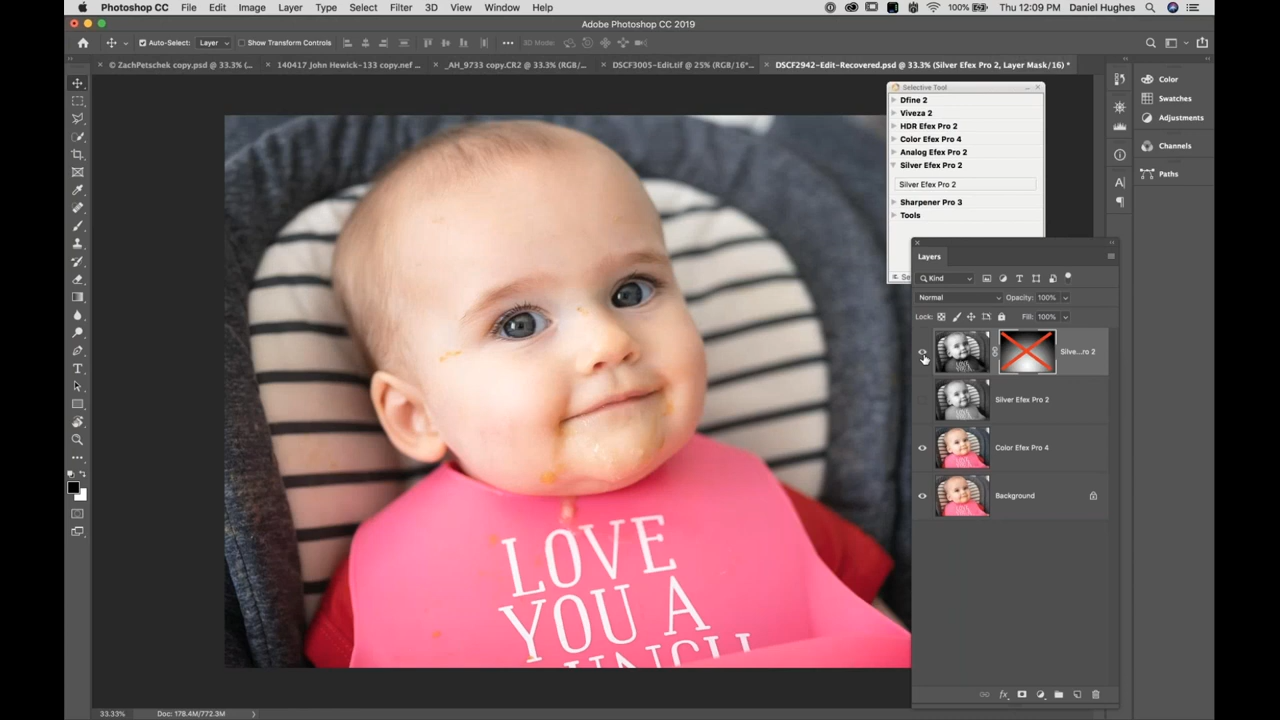 Photoshop CC File Edit Image Layer Type Select Filter 3D View Window Help 100% Thu 12:09 PM Daniel Hughes
Adobe Photoshop CC 2019
Auto-Select: Layer Show Transform Controls 3D Mode:
© ZachPetschek copy.psd @ 33.3% (... 140417 John Hewick-133 copy.nef ... _AH_9733 copy.CR2 @ 33.3% (RGB/... DSCF3005-Edit.tif @ 25% (RGB/16*... DSCF2942-Edit-Recovered.psd @ 33.3% (Silver Efex Pro 2, Layer Mask/16) *
Selective Tool
Dfine 2
Viveza 2
HDR Efex Pro 2
Color Efex Pro 4
Analog Efex Pro 2
Silver Efex Pro 2
Silver Efex Pro 2
Sharpener Pro 3
Tools
Se
Color
Swatches
Adjustments
Channels
Paths
Layers
Kind
Normal Opacity: 100%
Lock: Fill: 100%
Silve...ro 2
Silver Efex Pro 2
Color Efex Pro 4
Background
LOVE
YOU A
UNCH
33.33% Doc: 178.4M/772.3M